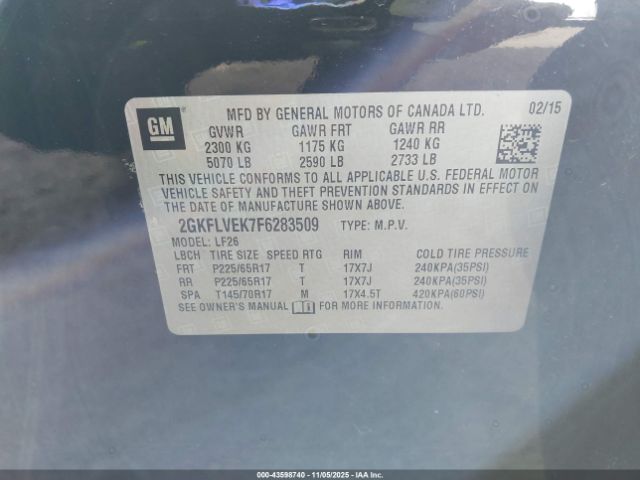 GM
MFD BY GENERAL MOTORS OF CANADA LTD. 02/15
GVWR GAWR FRT GAWR RR
2300 KG 1175 KG 1240 KG
5070 LB 2590 LB 2733 LB
THIS VEHICLE CONFORMS TO ALL APPLICABLE U.S. FEDERAL MOTOR
VEHICLE SAFETY AND THEFT PREVENTION STANDARDS IN EFFECT ON
THE DATE OF MANUFACTURE SHOWN ABOVE.
2GKFLVEK7F6283509 TYPE: M.P.V.
MODEL: LF26
LBCH TIRE SIZE SPEED RTG RIM COLD TIRE PRESSURE
FRT P225/65R17 T 17X7J 240KPA(35PSI)
RR P225/65R17 T 17X7J 240KPA(35PSI)
SPA T145/70R17 M 17X4.5T 420KPA(60PSI)
SEE OWNER'S MANUAL FOR MORE INFORMATION.
000-43598740 - 11/05/2025 - COPART.COM